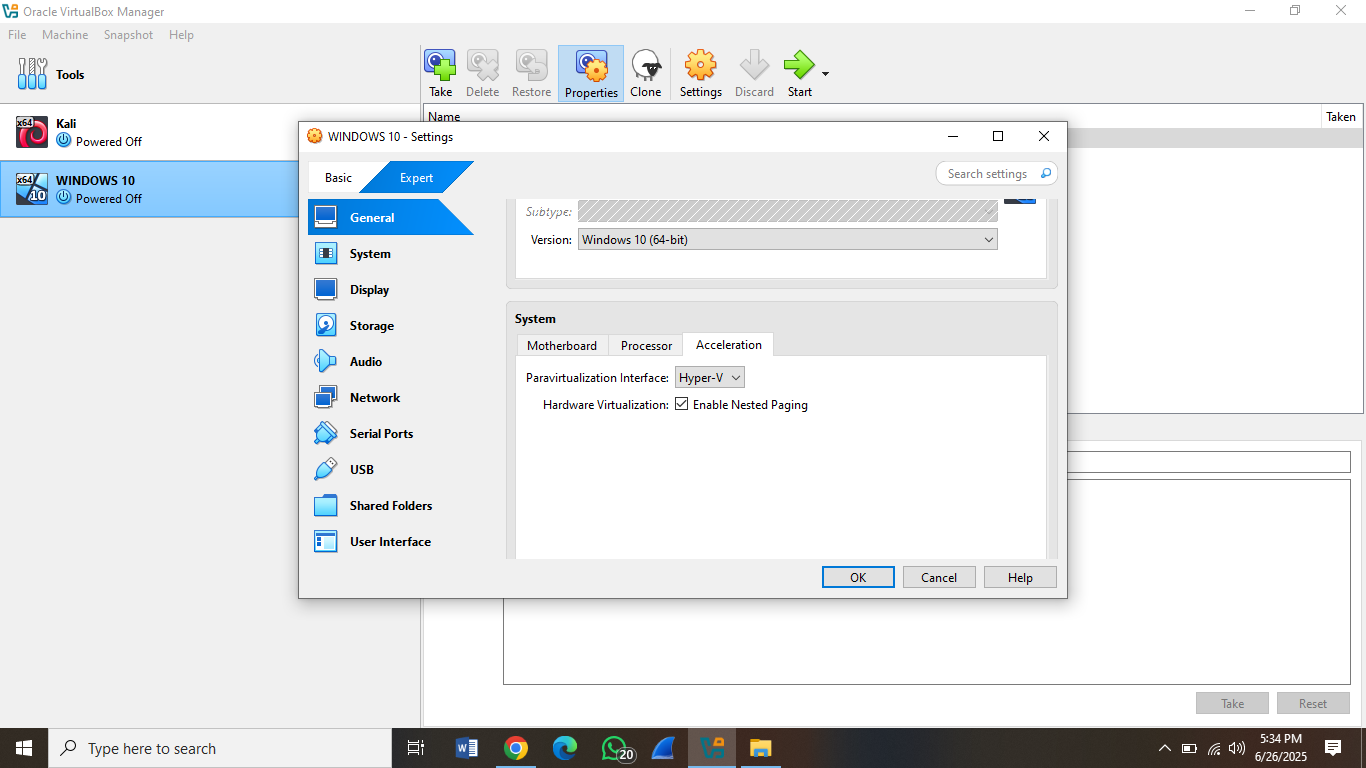 Oracle VirtualBox Manager
File Machine Snapshot Help
Tools
Take Delete Restore Properties Clone Settings Discard Start
Name Taken
x64 Kali
Powered Off
x64 10 WINDOWS 10
Powered Off
WINDOWS 10 - Settings
Basic Expert Search settings
General
System
Display
Storage
Audio
Network
Serial Ports
USB
Shared Folders
User Interface
Subtype:
Version: Windows 10 (64-bit)
System
Motherboard Processor Acceleration
Paravirtualization Interface: Hyper-V
Hardware Virtualization: Enable Nested Paging
OK Cancel Help
Take Reset
Type here to search
W
20
5:34 PM
6/26/2025